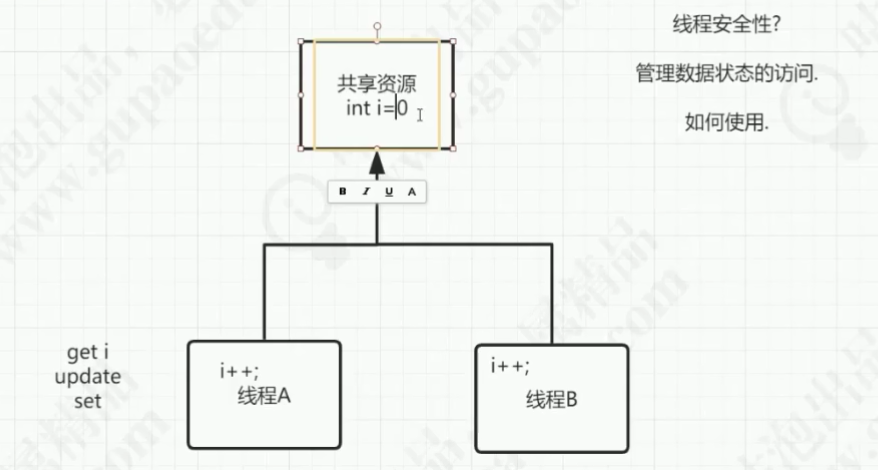 线程安全性?
管理数据状态的访问.
如何使用.
共享资源
int i=0
B I U A
get i
update
set
i++;
线程A
i++;
线程B